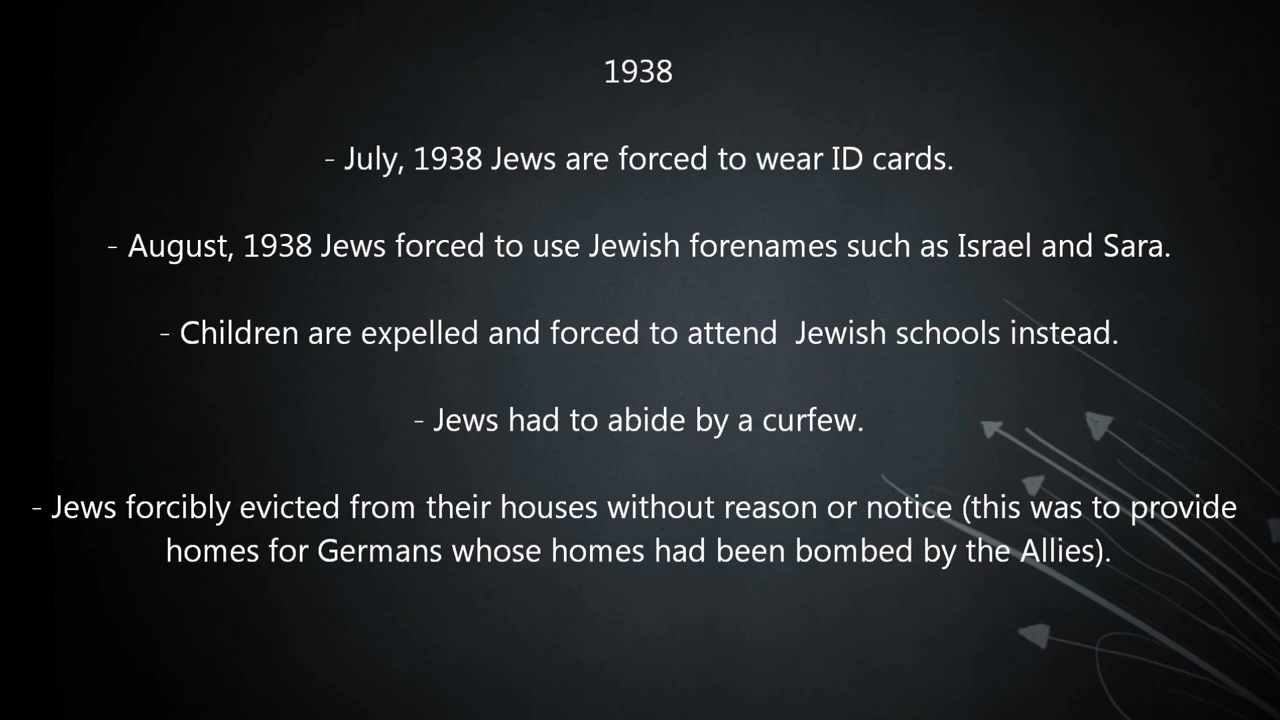 1938
- July, 1938 Jews are forced to wear ID cards.
- August, 1938 Jews forced to use Jewish forenames such as Israel and Sara.
- Children are expelled and forced to attend  Jewish schools instead.
- Jews had to abide by a curfew.
- Jews forcibly evicted from their houses without reason or notice (this was to provide
homes for Germans whose homes had been bombed by the Allies).